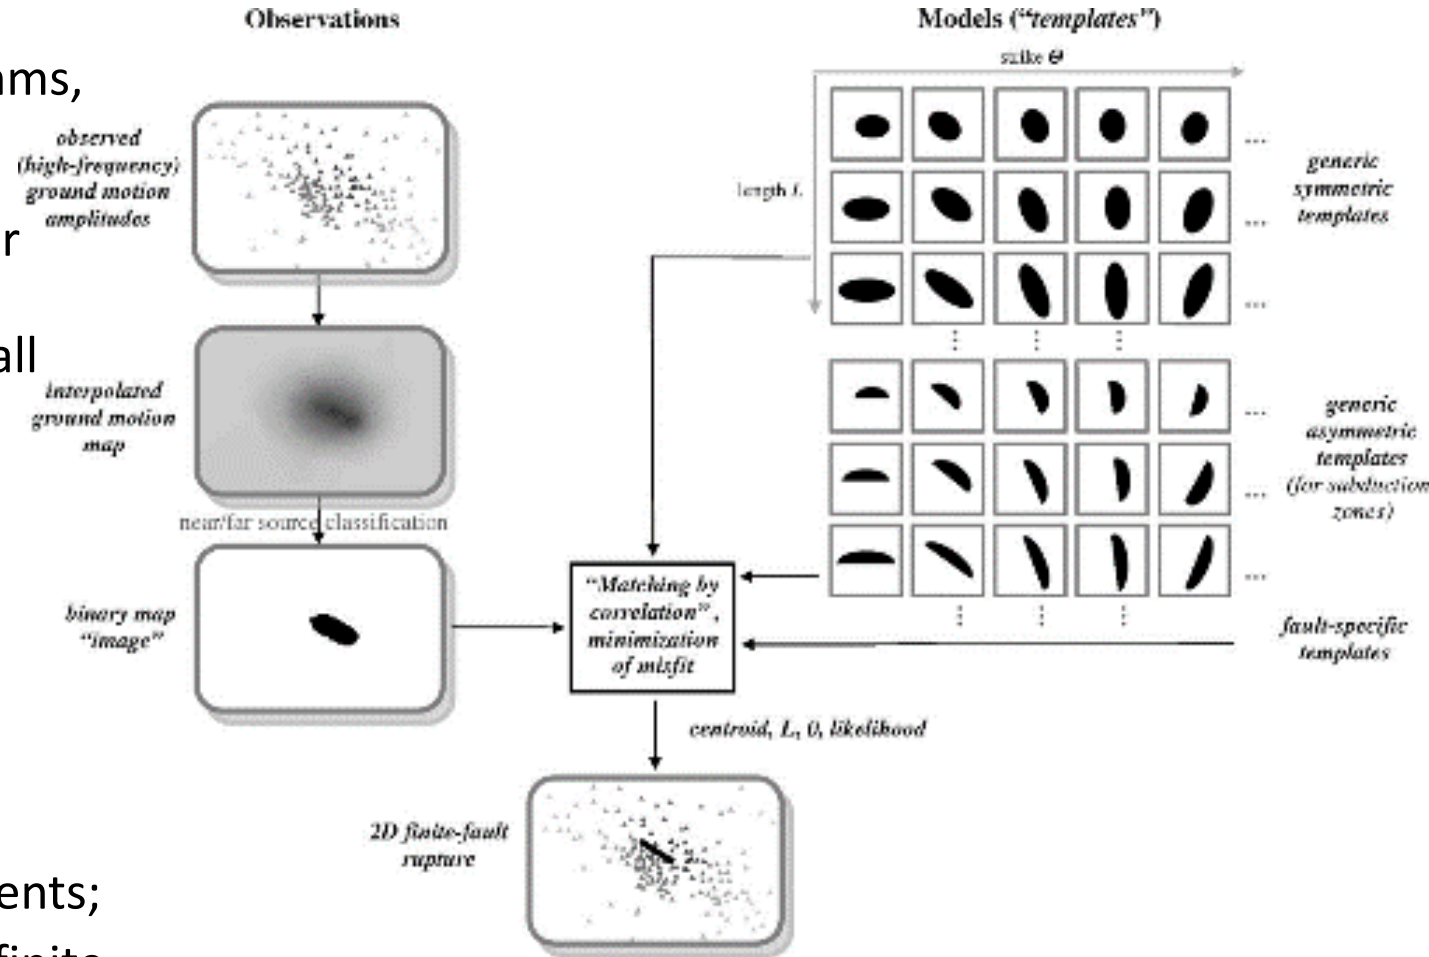 Observations
Models ("templates")
strike Θ
ams,
observed
(high-frequency)
ground motion
amplitudes
r
all
interpolated
ground motion
map
near/far source classification
binary map
"image"
length L
...
...
...
generic
symmetric
templates
...
...
...
generic
asymmetric
templates
(for subduction
zones)
fault-specific
templates
"Matching by
correlation",
minimization
of misfit
centroid, L, θ, likelihood
2D finite-fault
rupture
ents;
finite